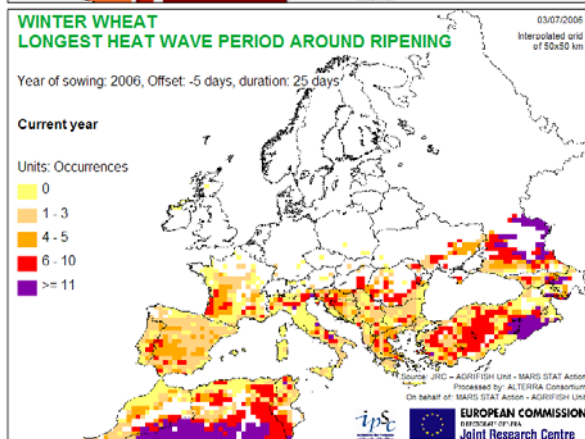 WINTER WHEAT
LONGEST HEAT WAVE PERIOD AROUND RIPENING
03/07/2006
Interpolated grid
of 50x50 km
Year of sowing: 2006, Offset: -5 days, duration: 25 days
Current year
Units: Occurrences
0
1 - 3
4 - 5
6 - 10
>= 11
Source: JRC – AGRIFISH Unit - MARS STAT Action
Processed by: ALTERRA Consortium
On behalf of: MARS STAT Action - AGRIFISH Unit
ipsc
EUROPEAN COMMISSION
Joint Research Centre